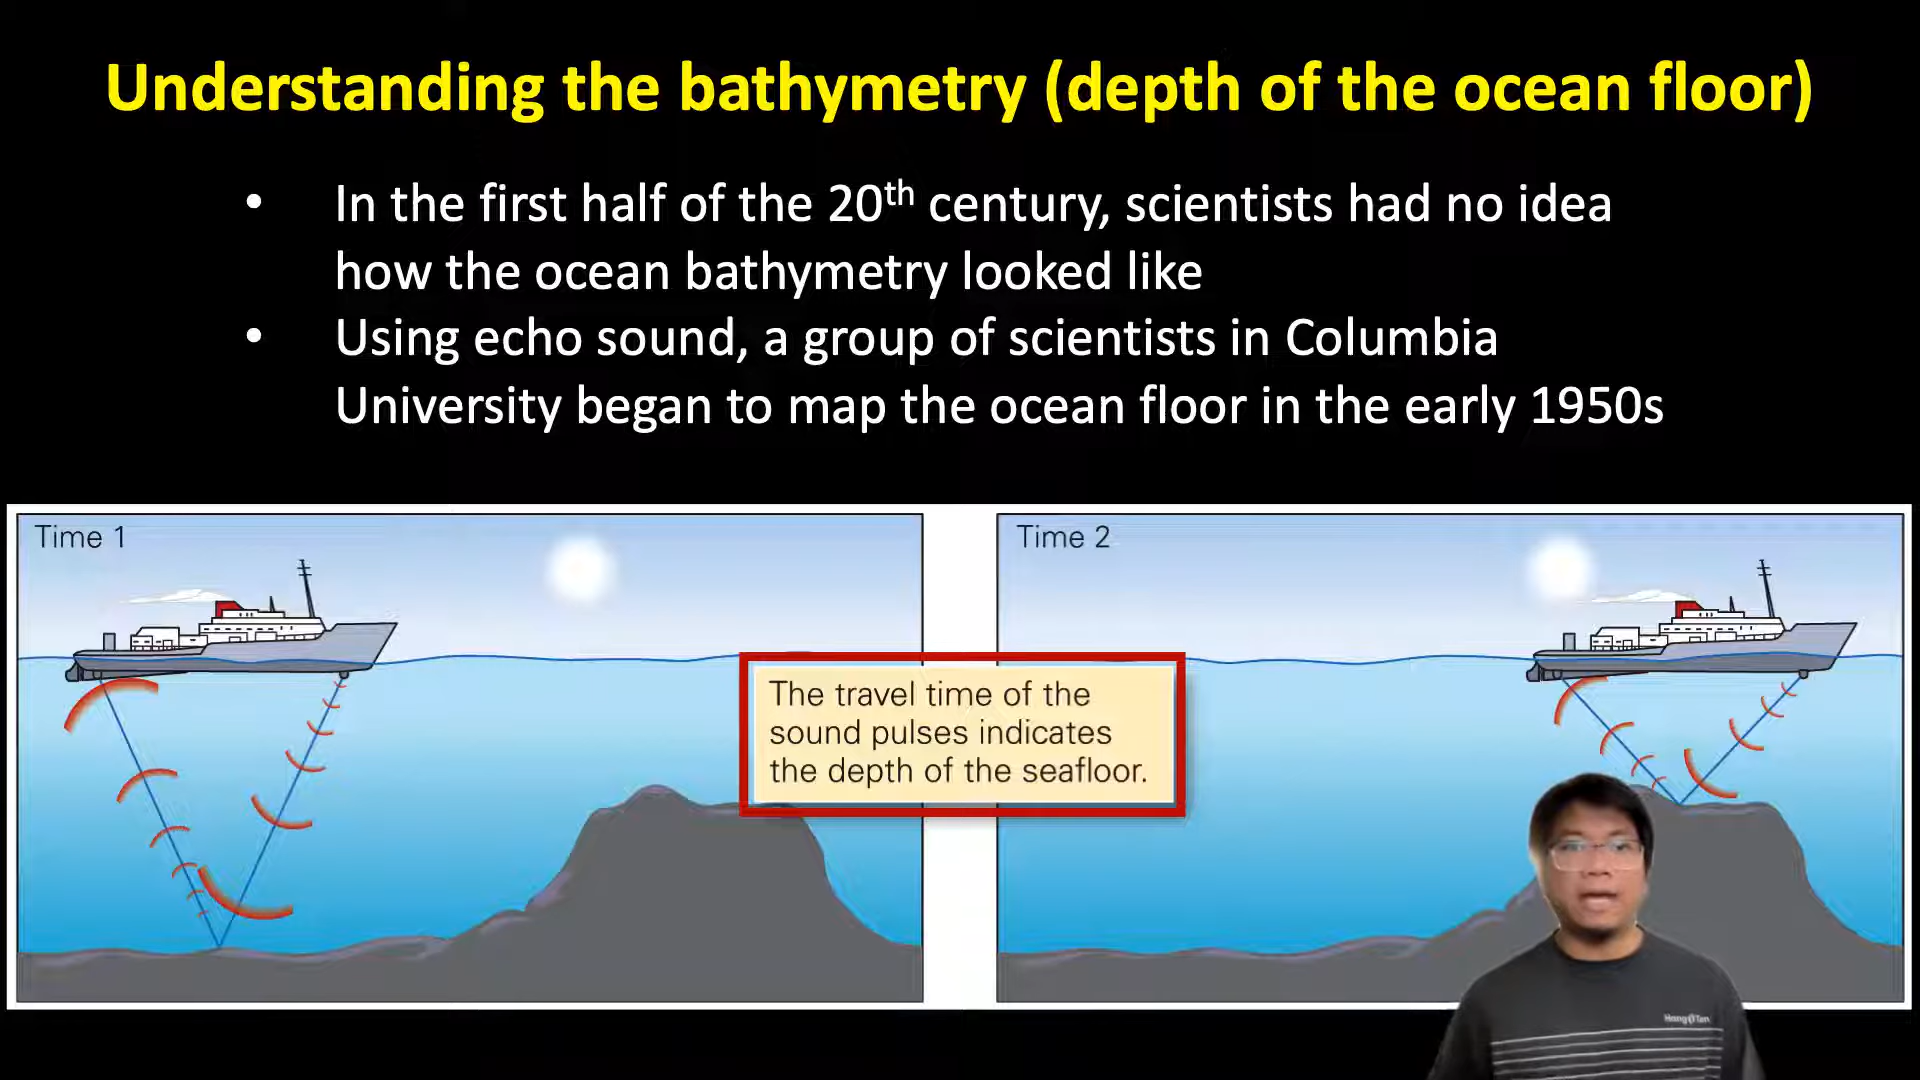 Understanding the bathymetry (depth of the ocean floor)
• In the first half of the 20th century, scientists had no idea
how the ocean bathymetry looked like
• Using echo sound, a group of scientists in Columbia
University began to map the ocean floor in the early 1950s
Time 1
Time 2
The travel time of the
sound pulses indicates
the depth of the seafloor.
Hang Ten